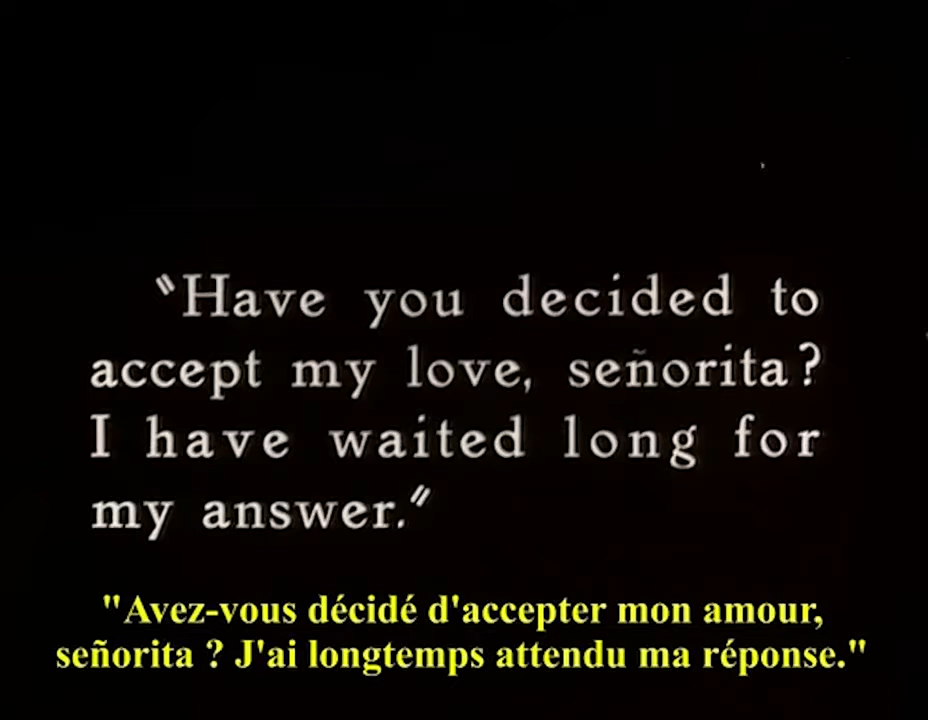 "Have you decided to
accept my love, señorita?
I have waited long for
my answer."
"Avez-vous décidé d'accepter mon amour,
señorita ? J'ai longtemps attendu ma réponse."